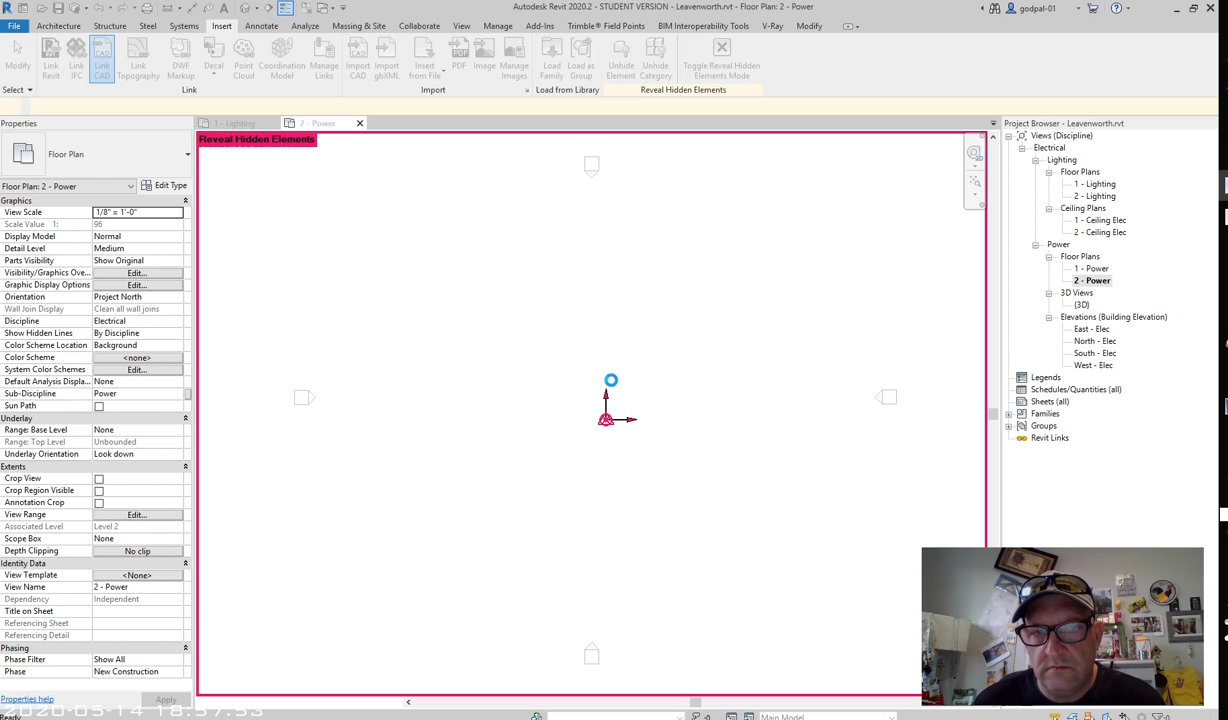 Autodesk Revit 2020.2 - STUDENT VERSION - Leavenworth.rvt - Floor Plan: 2 - Power
godpal-01
File Architecture Structure Steel Systems Insert Annotate Analyze Massing & Site Collaborate View Manage Add-Ins Trimble® Field Points BIM Interoperability Tools V-Ray Modify
Modify
Link Revit
Link IFC
Link CAD
Link Topography
DWF Markup
Decal
Point Cloud
Coordination Model
Manage Links
Import CAD
Import gbXML
Insert from File
PDF
Image
Manage Images
Load Family
Load as Group
Unhide Element
Unhide Category
Toggle Reveal Hidden Elements Mode
Select Link Import Load from Library Reveal Hidden Elements
Properties
Floor Plan
Floor Plan: 2 - Power Edit Type
Graphics
View Scale 1/8" = 1'-0"
Scale Value 1: 96
Display Model Normal
Detail Level Medium
Parts Visibility Show Original
Visibility/Graphics Ove... Edit...
Graphic Display Options Edit...
Orientation Project North
Wall Join Display Clean all wall joins
Discipline Electrical
Show Hidden Lines By Discipline
Color Scheme Location Background
Color Scheme <none>
System Color Schemes Edit...
Default Analysis Displa... None
Sub-Discipline Power
Sun Path
Underlay
Range: Base Level None
Range: Top Level Unbounded
Underlay Orientation Look down
Extents
Crop View
Crop Region Visible
Annotation Crop
View Range Edit...
Associated Level Level 2
Scope Box None
Depth Clipping No clip
Identity Data
View Template <None>
View Name 2 - Power
Dependency Independent
Title on Sheet
Referencing Sheet
Referencing Detail
Phasing
Phase Filter Show All
Phase New Construction
Properties help Apply
Ready
1 - Lighting 2 - Power
Reveal Hidden Elements
Project Browser - Leavenworth.rvt
Views (Discipline)
Electrical
Lighting
Floor Plans
1 - Lighting
2 - Lighting
Ceiling Plans
1 - Ceiling Elec
2 - Ceiling Elec
Power
Floor Plans
1 - Power
2 - Power
3D Views
{3D}
Elevations (Building Elevation)
East - Elec
North - Elec
South - Elec
West - Elec
Legends
Schedules/Quantities (all)
Sheets (all)
Families
Groups
Revit Links
Main Model